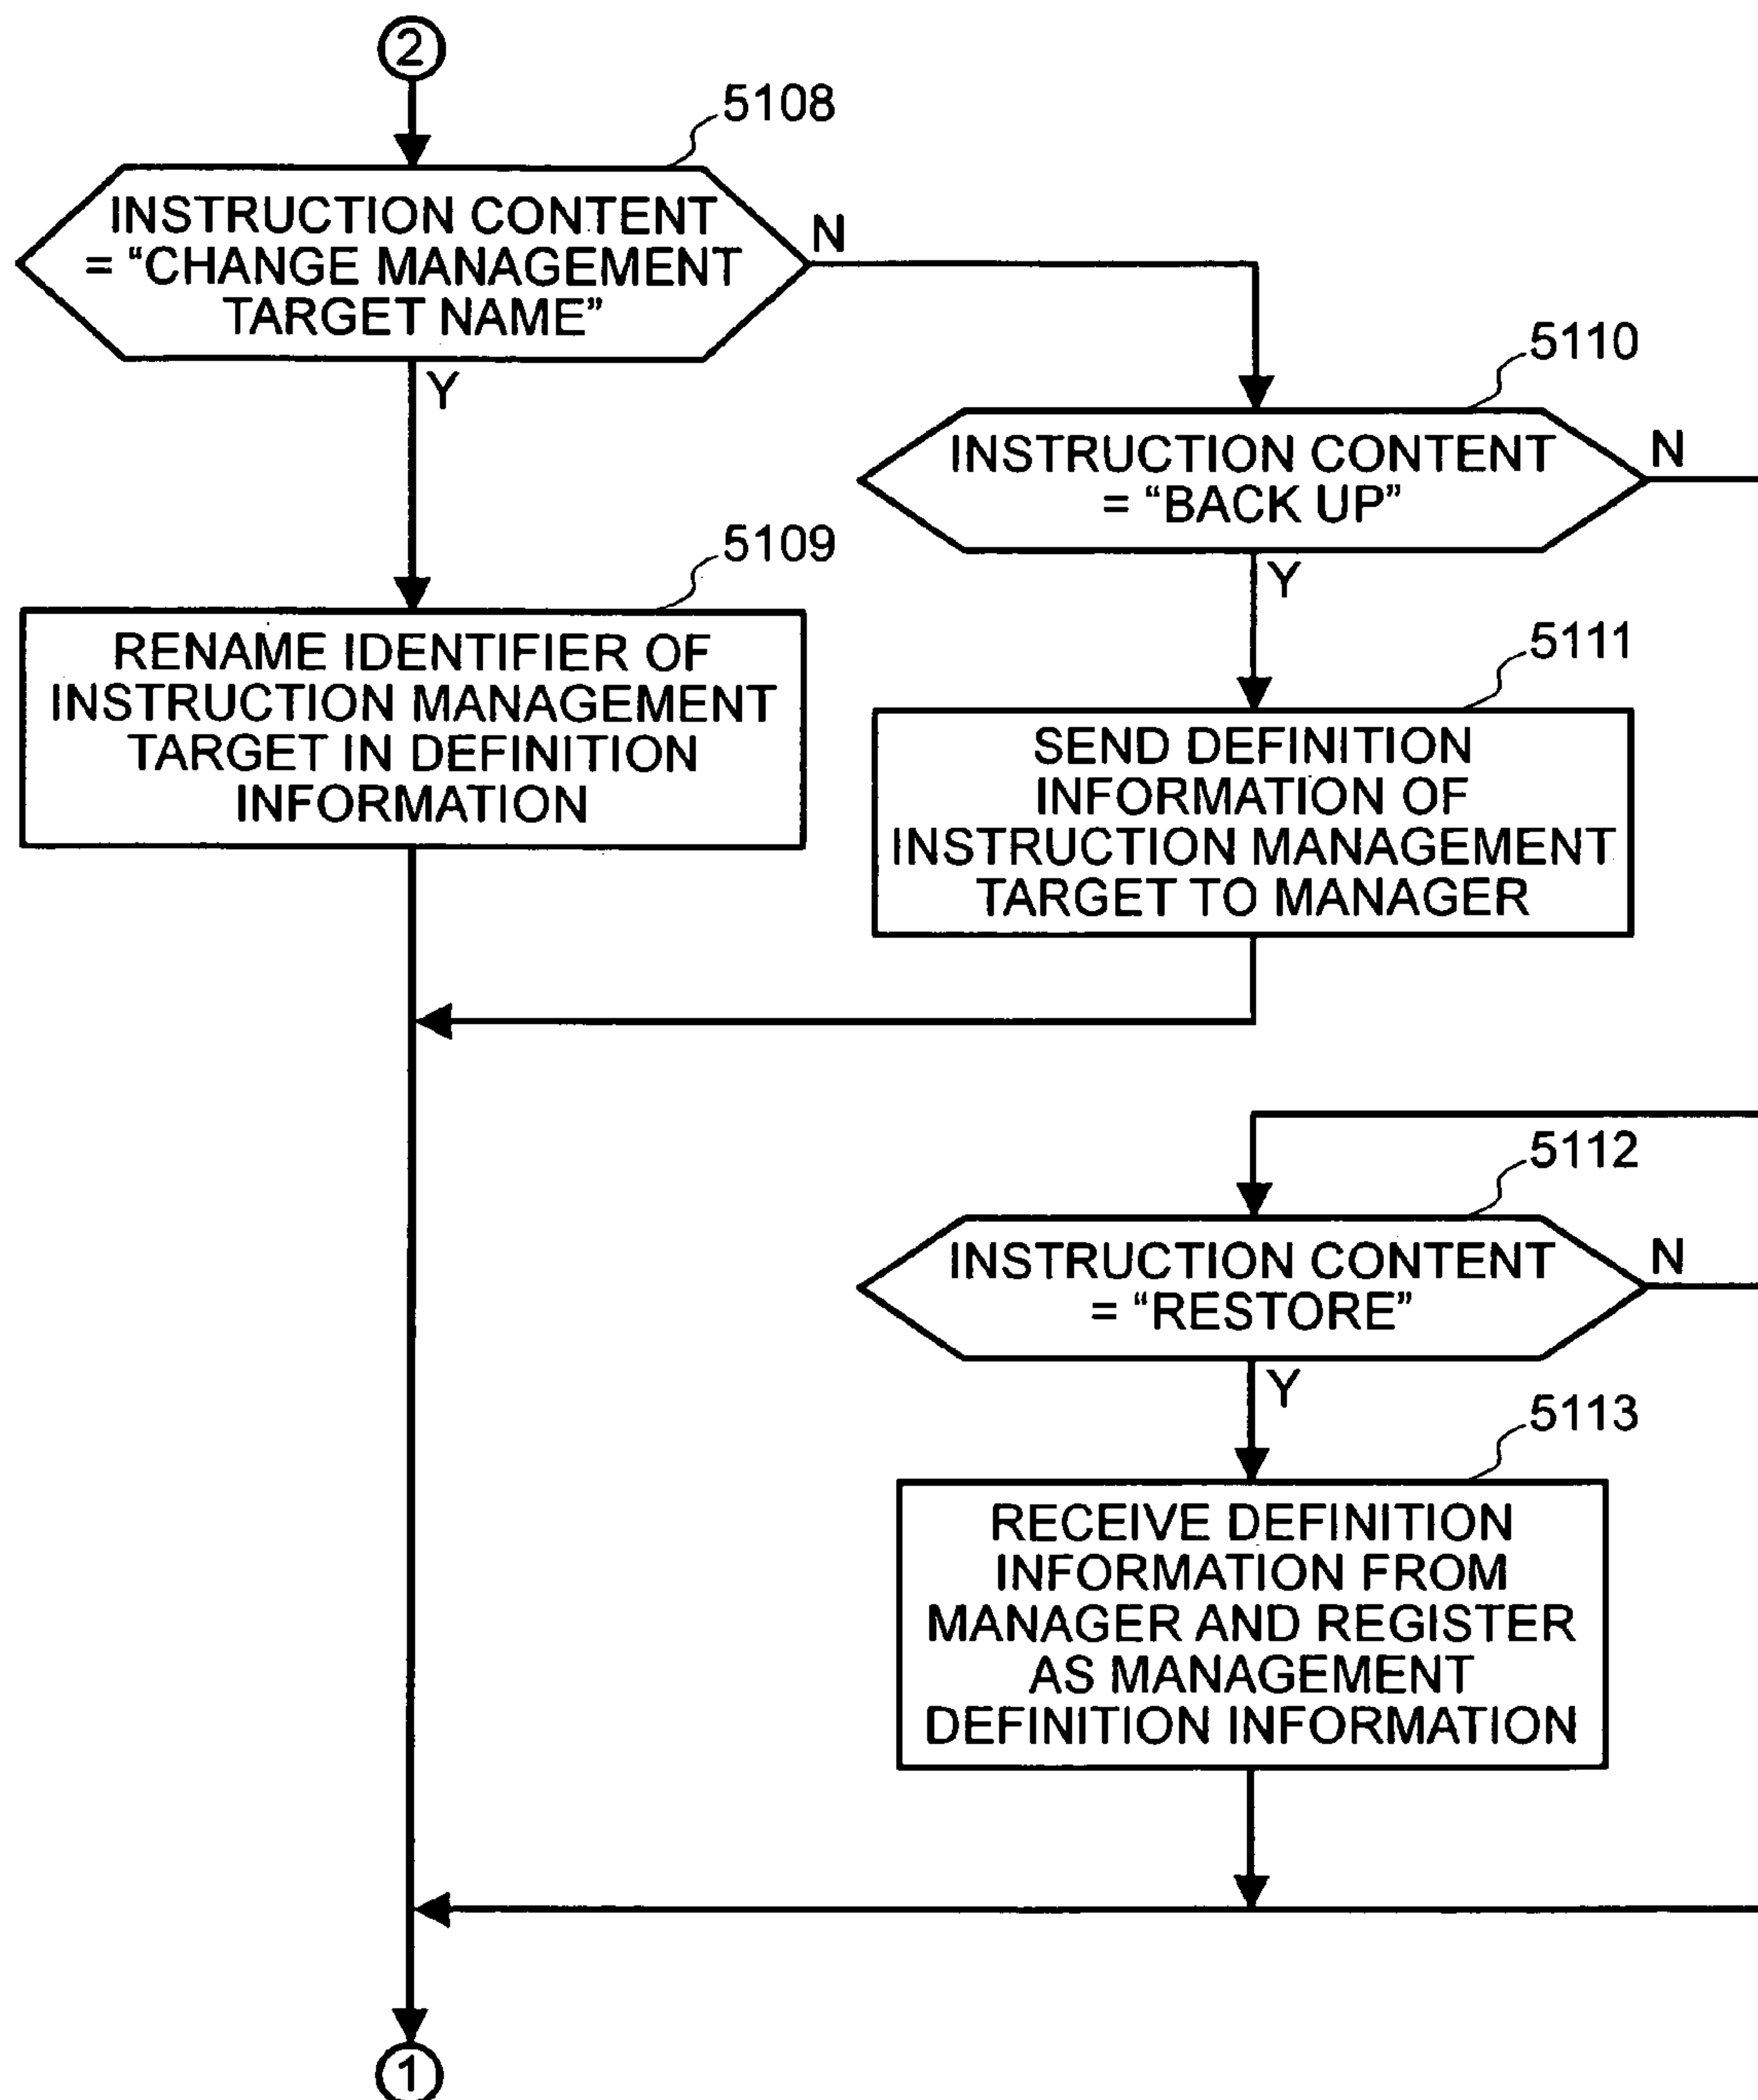 2
5108
INSTRUCTION CONTENT
= “CHANGE MANAGEMENT
TARGET NAME”
N
Y
5110
INSTRUCTION CONTENT
= “BACK UP”
N
Y
5109
RENAME IDENTIFIER OF
INSTRUCTION MANAGEMENT
TARGET IN DEFINITION
INFORMATION
5111
SEND DEFINITION
INFORMATION OF
INSTRUCTION MANAGEMENT
TARGET TO MANAGER
5112
INSTRUCTION CONTENT
= “RESTORE”
N
Y
5113
RECEIVE DEFINITION
INFORMATION FROM
MANAGER AND REGISTER
AS MANAGEMENT
DEFINITION INFORMATION
1